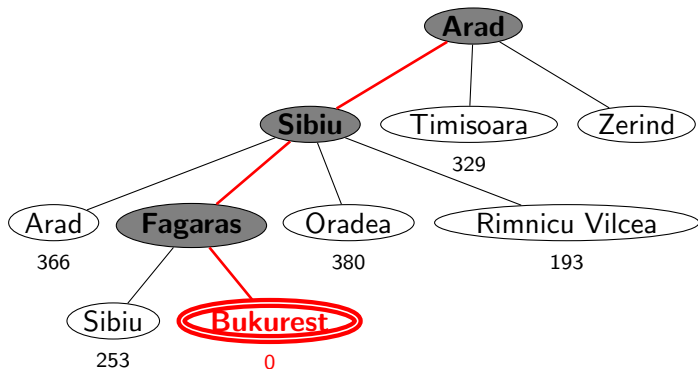 Arad
Sibiu Timisoara Zerind
329
Arad Fagaras Oradea Rimnicu Vilcea
366 380 193
Sibiu Bukurest
253 0